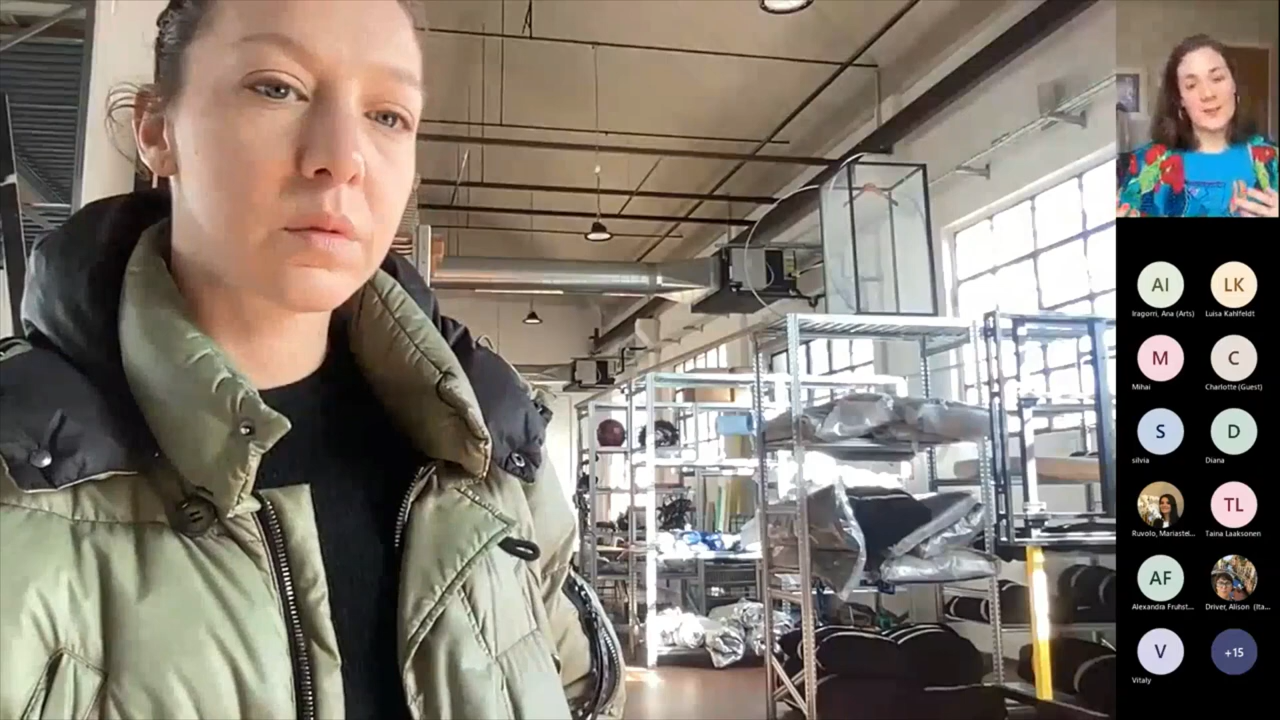 AI
LK
Iragorri, Ana (Arts)
Luisa Kahlfeldt
M
C
Mihai
Charlotte (Guest)
S
D
silvia
Diana
TL
Ruvolo, Mariastel...
Taina Laaksonen
AF
Alexandra Fruhst...
Driver, Alison (Ita...
V
+15
Vitaly